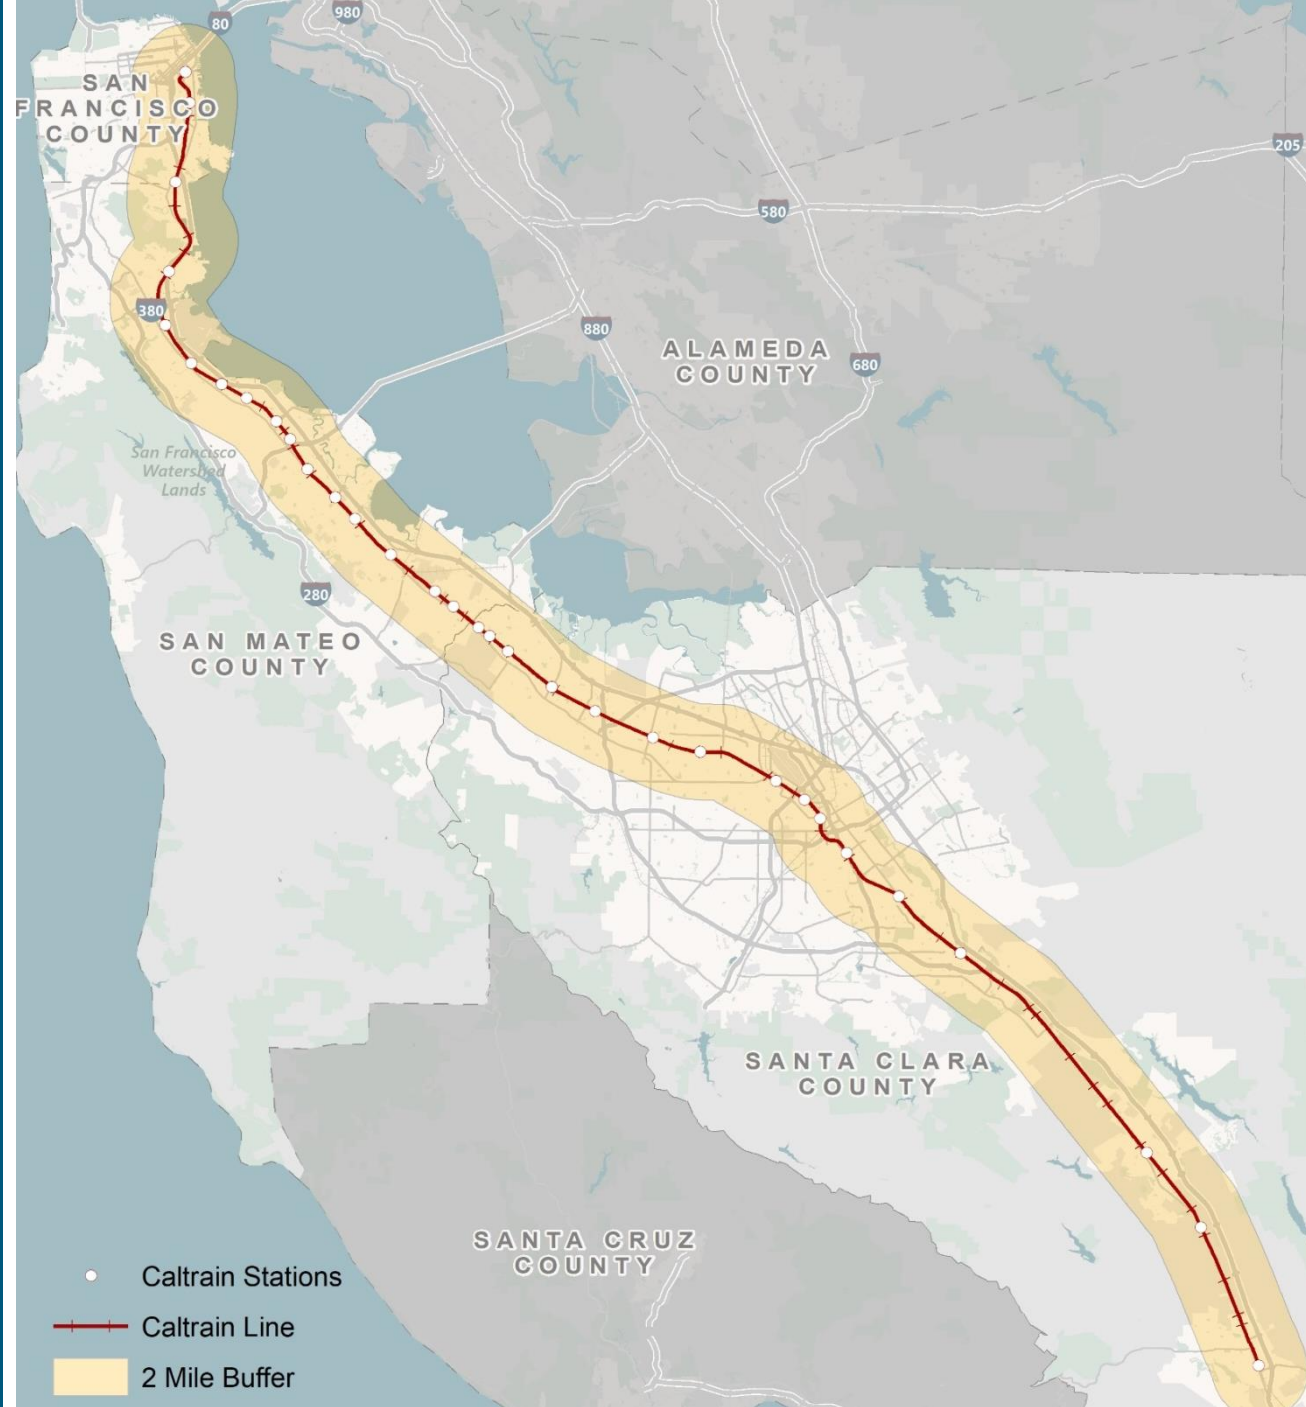 80
980
SAN
FRANCISCO
COUNTY
205
580
380
880
ALAMEDA
COUNTY
680
San Francisco
Watershed
Lands
280
SAN MATEO
COUNTY
SANTA CLARA
COUNTY
SANTA CRUZ
COUNTY
Caltrain Stations
Caltrain Line
2 Mile Buffer